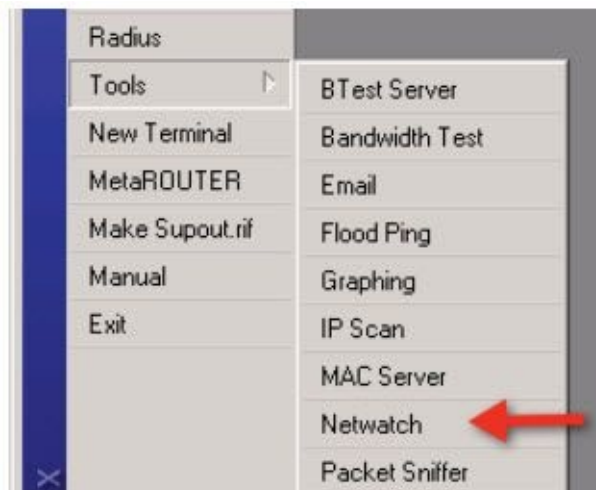 Radius
Tools
New Terminal
MetaROUTER
Make Supout.rif
Manual
Exit
BTest Server
Bandwidth Test
Email
Flood Ping
Graphing
IP Scan
MAC Server
Netwatch
Packet Sniffer